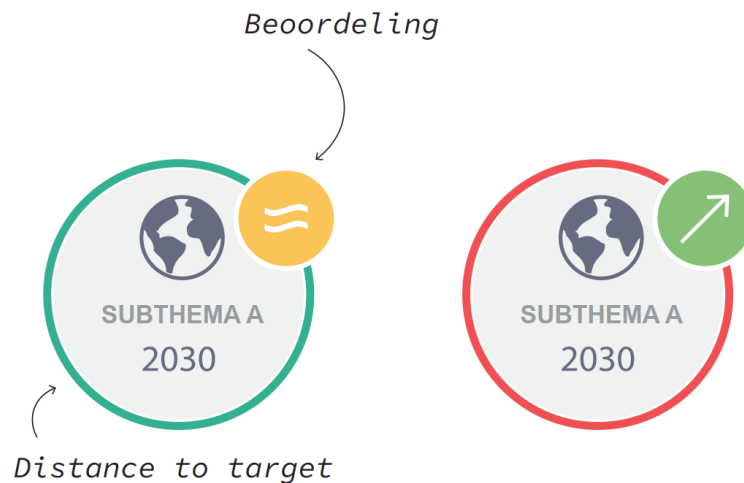 Beoordeling
SUBTHEMA A
2030
SUBTHEMA A
2030
Distance to target